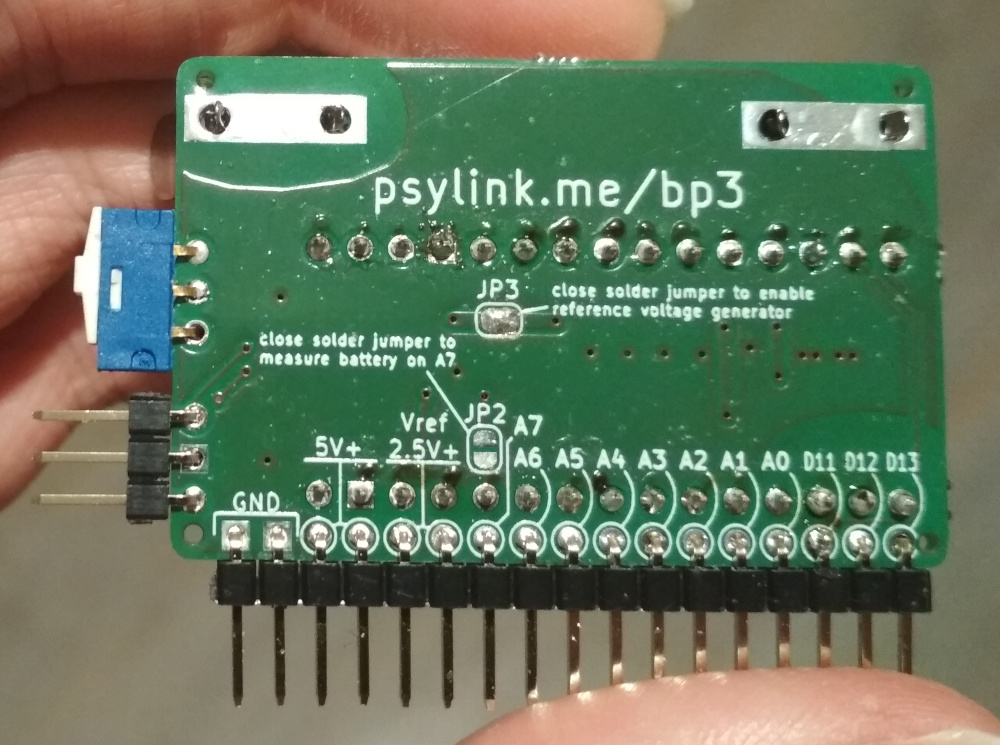 psylink.me/bp3
JP3
close solder jumper to enable
reference voltage generator
close solder jumper to
measure battery on A7
Vref JP2 A7
5V+ 2.5V+ A6 A5 A4 A3 A2 A1 A0 D11 D12 D13
GND